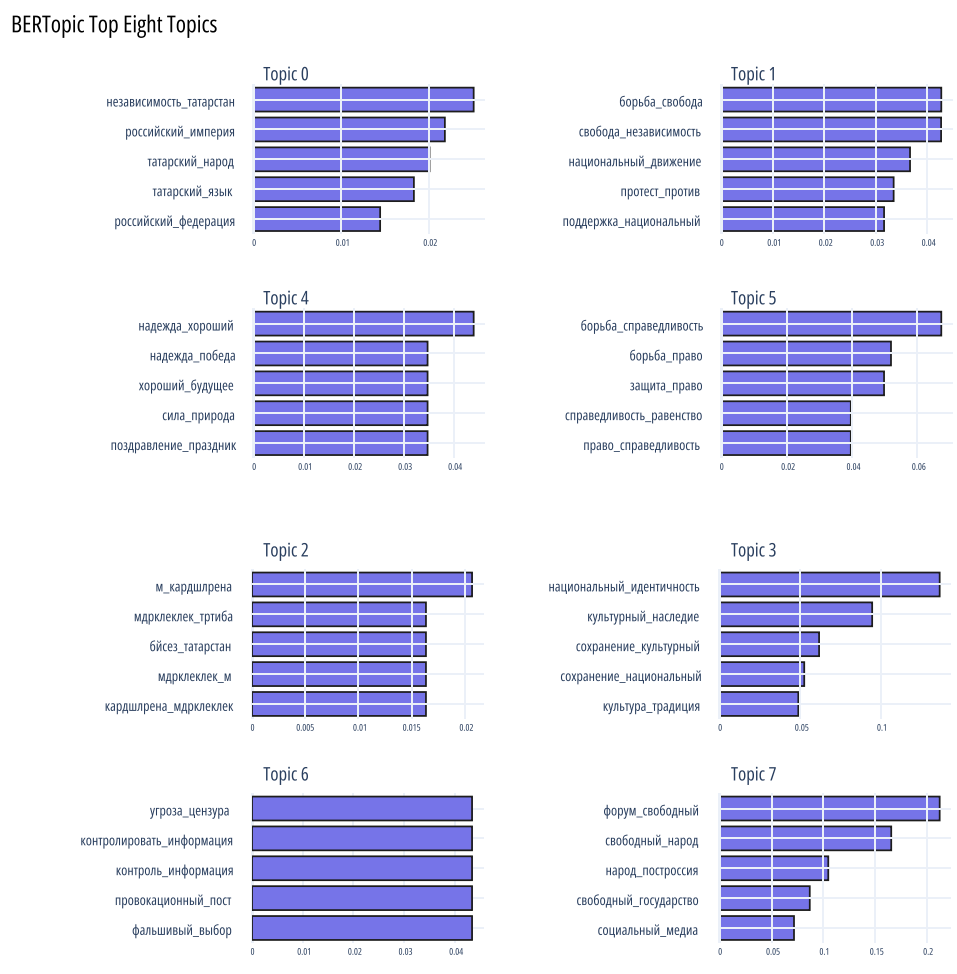 BERTopic Top Eight Topics
Topic 0
независимость_татарстан
российский_империя
татарский_народ
татарский_язык
российский_федерация
0 0.01 0.02
Topic 1
борьба_свобода
свобода_независимость
национальный_движение
протест_против
поддержка_национальный
0 0.01 0.02 0.03 0.04
Topic 4
надежда_хороший
надежда_победа
хороший_будущее
сила_природа
поздравление_праздник
0 0.01 0.02 0.03 0.04
Topic 5
борьба_справедливость
борьба_право
защита_право
справедливость_равенство
право_справедливость
0 0.02 0.04 0.06
Topic 2
м_кардшлрена
мдрклеклек_тртиба
бйсез_татарстан
мдрклеклек_м
кардшлрена_мдрклеклек
0 0.005 0.01 0.015 0.02
Topic 3
национальный_идентичность
культурный_наследие
сохранение_культурный
сохранение_национальный
культура_традиция
0 0.05 0.1
Topic 6
угроза_цензура
контролировать_информация
контроль_информация
провокационный_пост
фальшивый_выбор
0 0.01 0.02 0.03 0.04
Topic 7
форум_свободный
свободный_народ
народ_построссия
свободный_государство
социальный_медиа
0 0.05 0.1 0.15 0.2